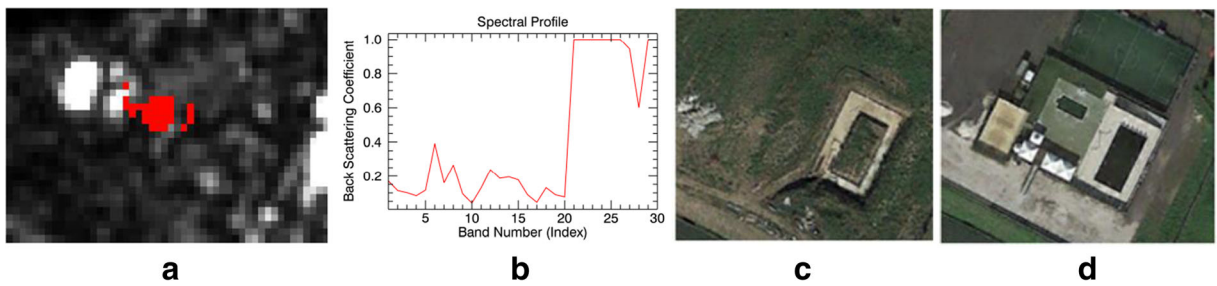 Spectral Profile
1.0
0.8
0.6
0.4
0.2
Back Scattering Coefficient
5 10 15 20 25 30
Band Number (Index)
a b c d